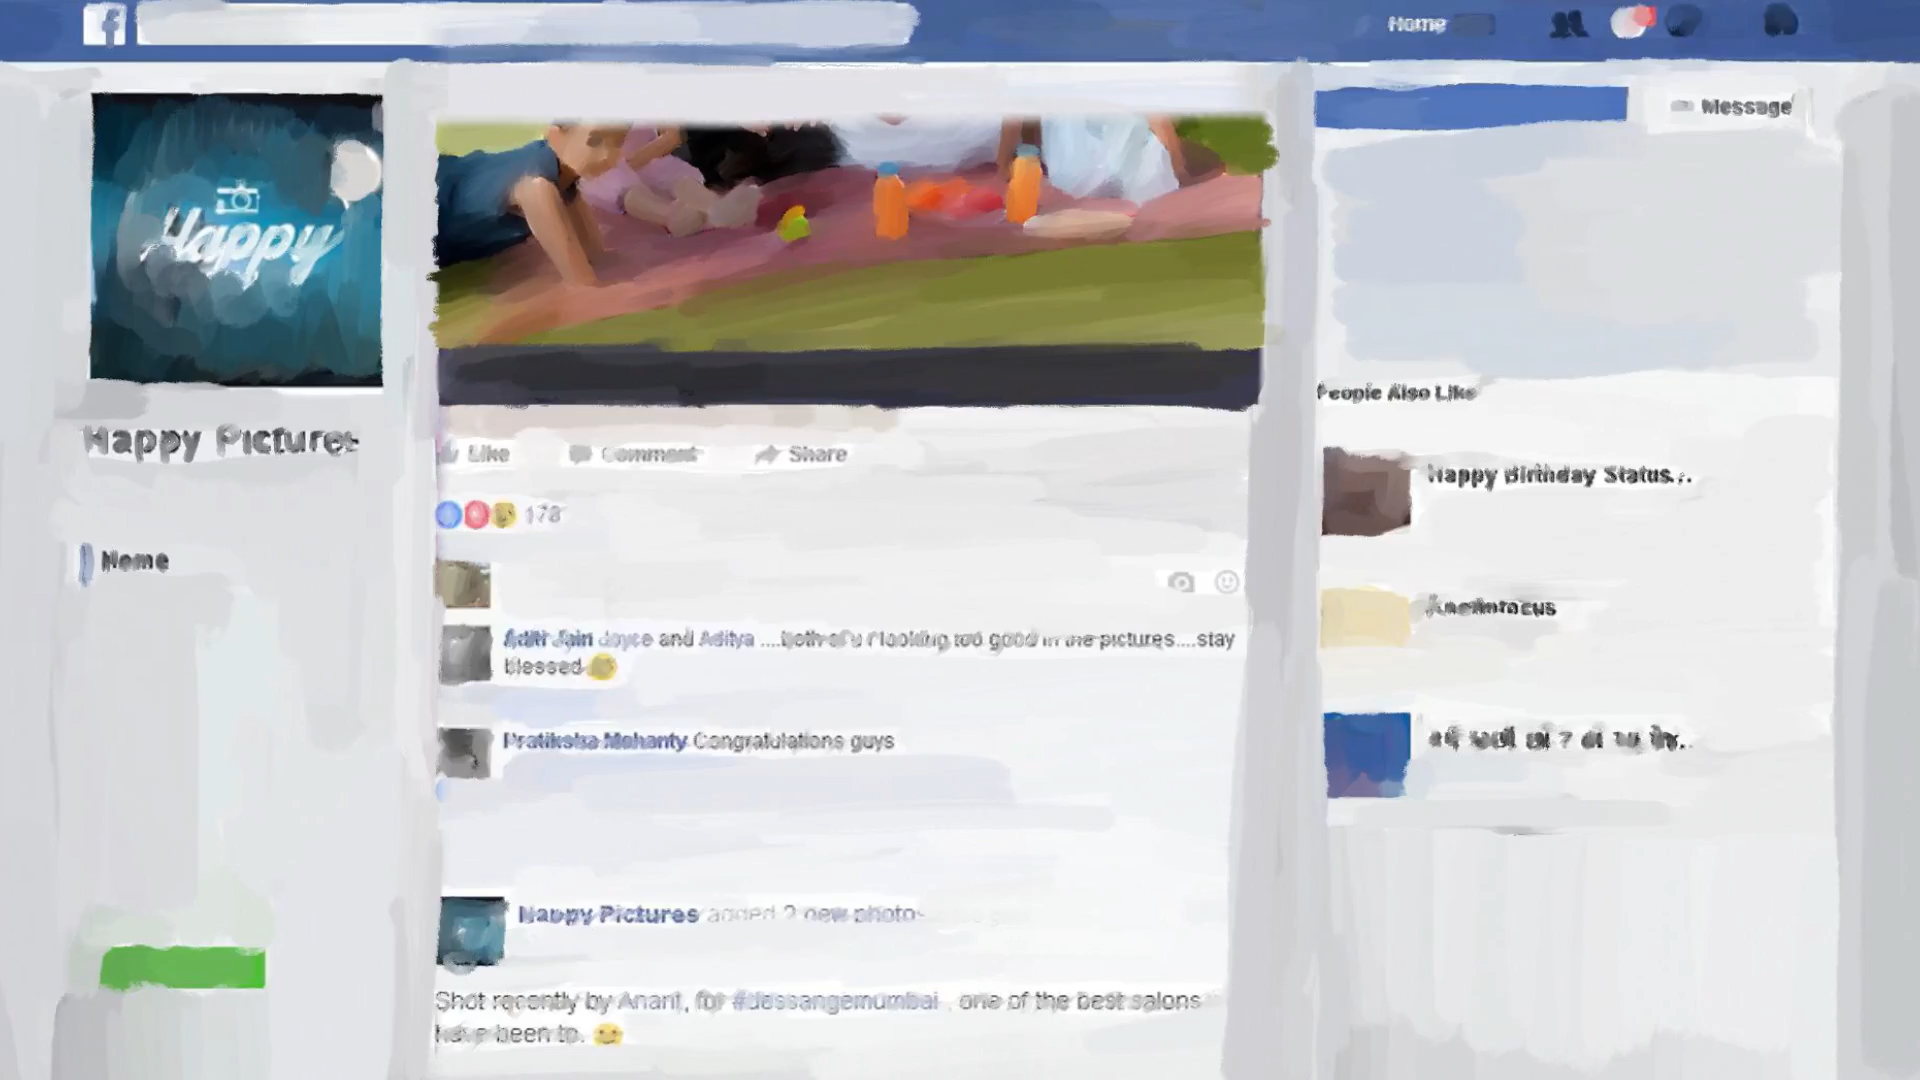 Home
Happy
Message
Happy Pictures
People Also Like
Like Comment Share
Happy Birthday Status...
178
Home
Aditi Jain Joyce and Aditya ....both of u r looking too good in the pictures....stay
blessed
Pratiksha Mohanty Congratulations guys
Happy Pictures added 2 new photos
Shot recently by Anant, for #dessangemumbai , one of the best salons
have been to.